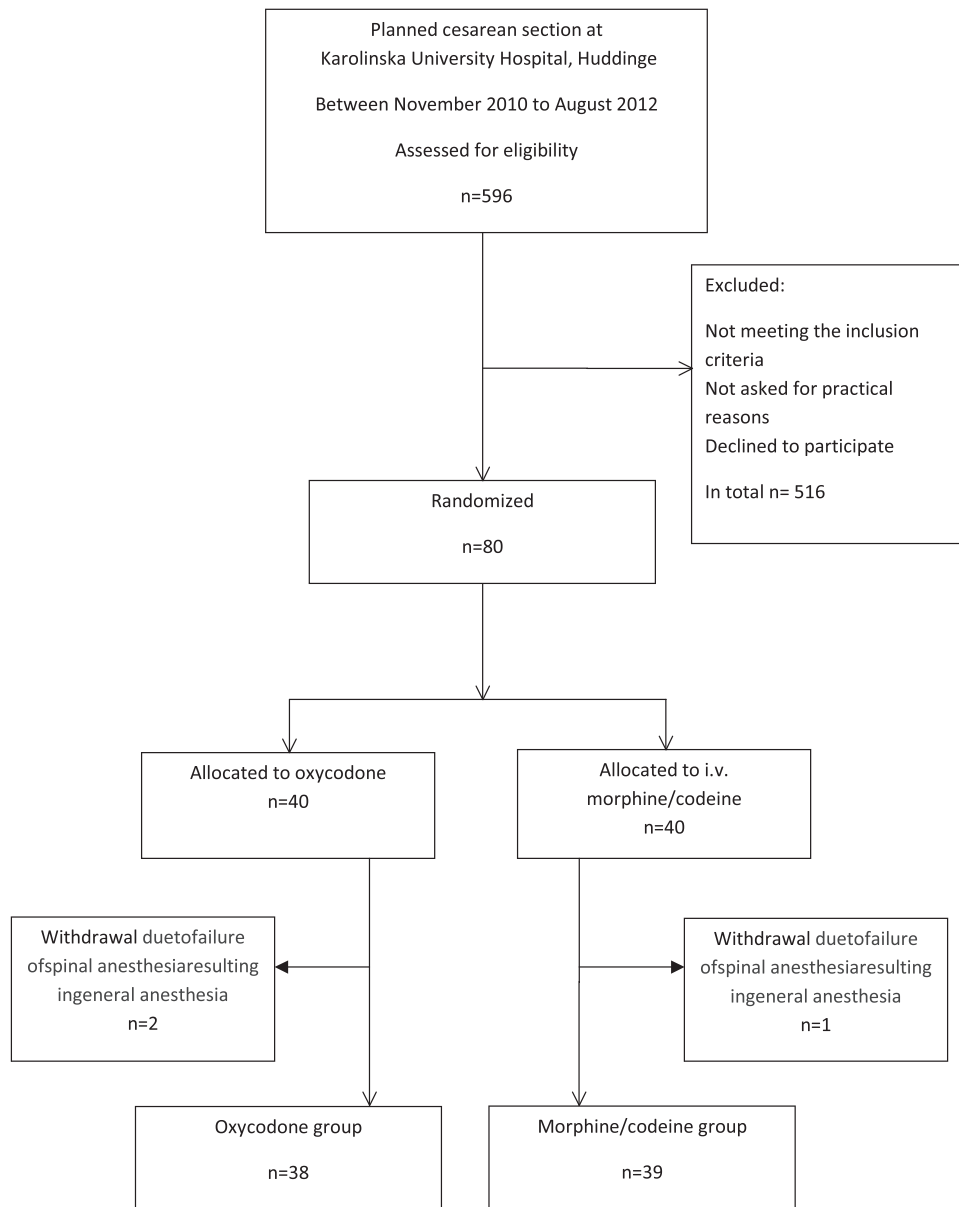 Planned cesarean section at
Karolinska University Hospital, Huddinge
Between November 2010 to August 2012
Assessed for eligibility
n=596
Excluded:
Not meeting the inclusion
criteria
Not asked for practical
reasons
Declined to participate
In total n= 516
Randomized
n=80
Allocated to oxycodone
n=40
Allocated to i.v.
morphine/codeine
n=40
Withdrawal duetofailure
ofspinal anesthesiaresulting
ingeneral anesthesia
n=2
Withdrawal duetofailure
ofspinal anesthesiaresulting
ingeneral anesthesia
n=1
Oxycodone group
n=38
Morphine/codeine group
n=39